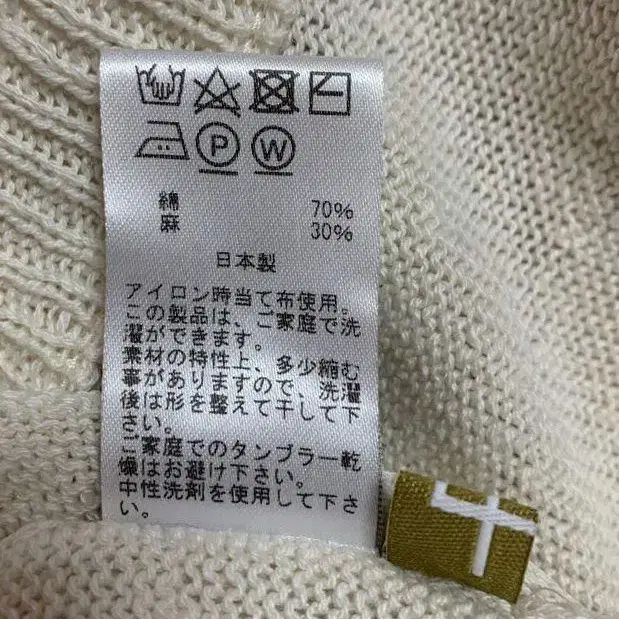 P W
綿 70%
麻 30%
日本製
アイロン時当て布使用。
この製品は、ご家庭で洗
濯ができます。
素材の特性上、多少縮む
事がありますので、洗濯
後は形を整えて干して下
さい。
ご家庭でのタンブラー乾
燥はお避け下さい。
中性洗剤を使用して下さ
い。